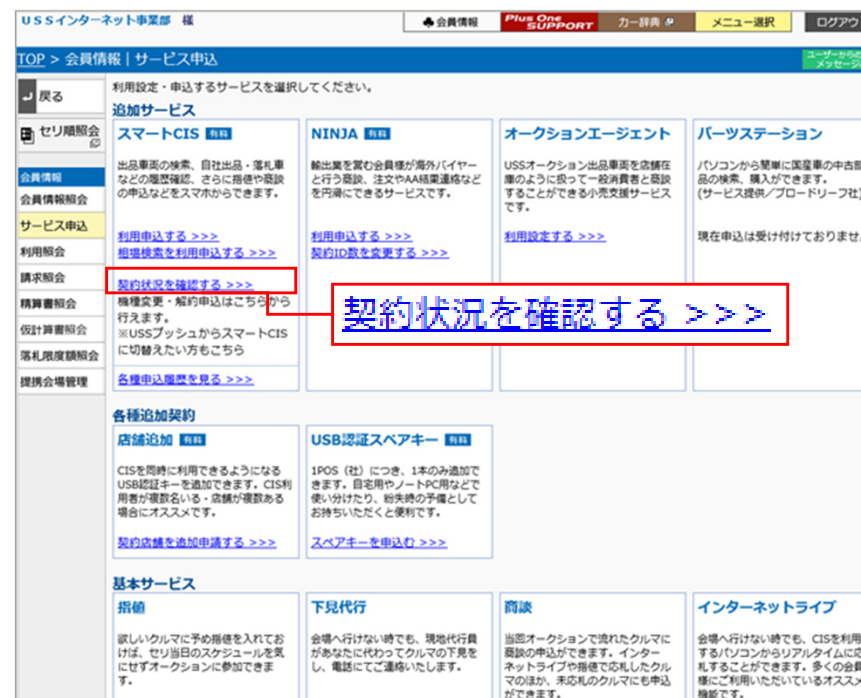 USSインターネット事業部 様
♣会員情報
Plus One SUPPORT
カー辞典
メニュー選択
ログアウ
TOP > 会員情報 | サービス申込
ユーザーからの
メッセージ
戻る
セリ順照会
会員情報
会員情報照会
サービス申込
利用照会
請求照会
精算書照会
仮計算書照会
落札限度額照会
提携会場管理
利用設定・申込するサービスを選択してください。
追加サービス
スマートCIS 有料
出品車両の検索、自社出品・落札車
などの履歴確認、さらに指値や商談
の申込などをスマホからできます。
利用申込する >>>
相場検索を利用申込する >>>
契約状況を確認する >>>
機種変更・解約申込はこちらから
行えます。
※USSプッシュからスマートCIS
に切替えたい方もこちら
各種申込履歴を見る >>>
NINJA 有料
輸出業を営む会員様が海外バイヤー
と行う商談、注文やAA結果連絡など
を円滑にできるサービスです。
利用申込する >>>
契約ID数を変更する >>>
オークションエージェント
USSオークション出品車両を店舗在
庫のように扱って一般消費者と商談
することができる小売支援サービス
です。
利用設定する >>>
パーツステーション
パソコンから簡単に国産車の中古部
品の検索、購入ができます。
(サービス提供/ブロードリーフ社)
現在申込は受け付けておりませ
契約状況を確認する >>>
各種追加契約
店舗追加 有料
CISを同時に利用できるようになる
USB認証キーを追加できます。CIS利
用者が複数名いる・店舗が複数ある
場合にオススメです。
契約店舗を追加申請する >>>
USB認証スペアキー 有料
1POS(社)につき、1本のみ追加で
きます。自宅用やノートPC用などで
使い分けたり、紛失時の予備として
お持ちいただくと便利です。
スペアキーを申込む >>>
基本サービス
指値
欲しいクルマに予め指値を入れてお
けば、セリ当日のスケジュールを気
にせずオークションに参加できま
す。
下見代行
会場へ行けない時でも、現地代行員
があなたに代わってクルマの下見を
し、電話にてご連絡いたします。
商談
当回オークションで流れたクルマに
商談の申込ができます。インター
ネットライブや指値で応札したクル
マのほか、未応札のクルマにも申込
ができます。
インターネットライブ
会場へ行けない時でも、CISを利用
するパソコンからリアルタイムに応
札することができます。多くの会員
様にご利用いただいているオススメ
機能です。